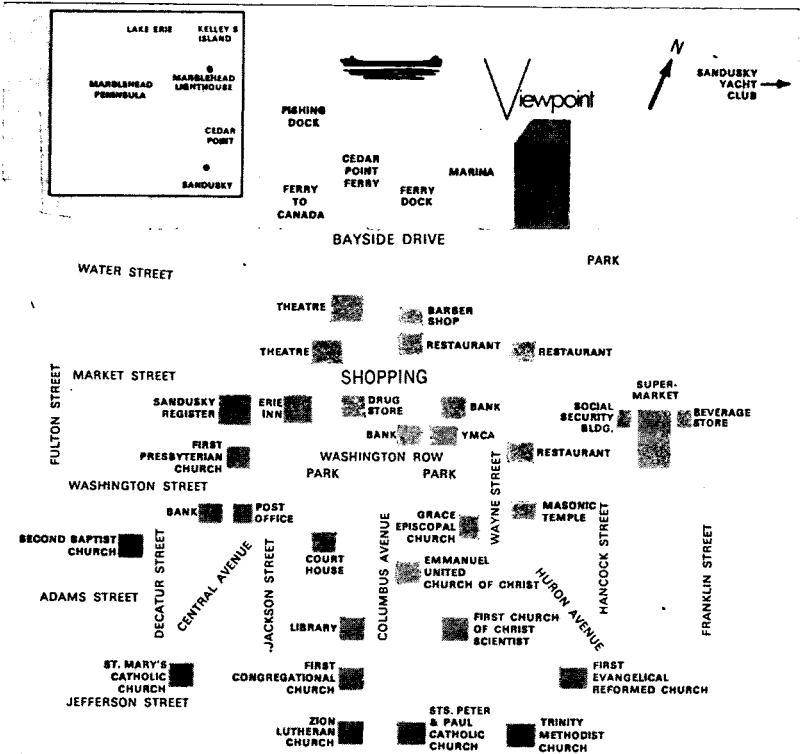 LAKE ERIE
KELLEY S
ISLAND
MARBLEHEAD
PENINSULA
MARBLEHEAD
LIGHTHOUSE
CEDAR
POINT
SANDUSKY
FISHING
DOCK
CEDAR
POINT
FERRY
FERRY
TO
CANADA
FERRY
DOCK
MARINA
Viewpoint
N
SANDUSKY
YACHT
CLUB
BAYSIDE DRIVE
WATER STREET
PARK
THEATRE
BARBER
SHOP
THEATRE
RESTAURANT
RESTAURANT
MARKET STREET
SHOPPING
FULTON STREET
SANDUSKY
REGISTER
ERIE
INN
DRUG
STORE
BANK
SOCIAL
SECURITY
BLDG.
SUPER-
MARKET
BEVERAGE
STORE
BANK
YMCA
FIRST
PRESBYTERIAN
CHURCH
WASHINGTON ROW
RESTAURANT
PARK
PARK
WASHINGTON STREET
WAYNE STREET
BANK
POST
OFFICE
GRACE
EPISCOPAL
CHURCH
MASONIC
TEMPLE
SECOND BAPTIST
CHURCH
DECATUR STREET
CENTRAL AVENUE
JACKSON STREET
COURT
HOUSE
COLUMBUS AVENUE
EMMANUEL
UNITED
CHURCH OF CHRIST
HURON AVENUE
HANCOCK STREET
FRANKLIN STREET
ADAMS STREET
LIBRARY
FIRST CHURCH
OF CHRIST
SCIENTIST
ST. MARY'S
CATHOLIC
CHURCH
FIRST
CONGREGATIONAL
CHURCH
FIRST
EVANGELICAL
REFORMED CHURCH
JEFFERSON STREET
ZION
LUTHERAN
CHURCH
STS. PETER
& PAUL
CATHOLIC
CHURCH
TRINITY
METHODIST
CHURCH